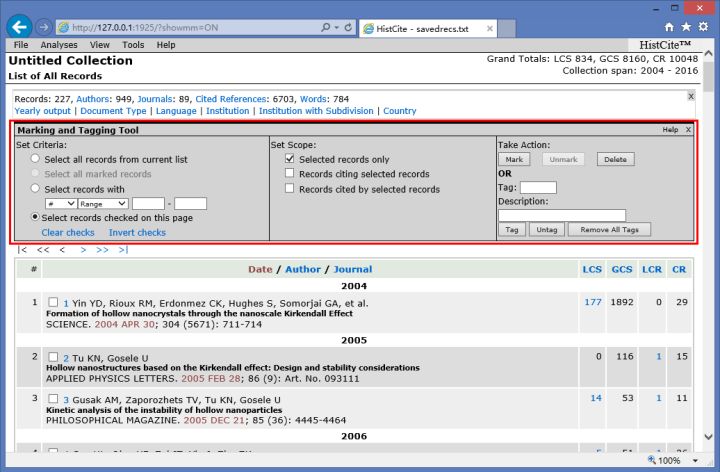 http://127.0.0.1:1925/?showmm=ON
HistCite - savedrecs.txt
File Analyses View Tools Help HistCite™
Untitled Collection
Grand Totals: LCS 834, GCS 8160, CR 10048
List of All Records
Collection span: 2004 - 2016
Records: 227, Authors: 949, Journals: 89, Cited References: 6703, Words: 784 X
Yearly output | Document Type | Language | Institution | Institution with Subdivision | Country
Marking and Tagging Tool Help X
Set Criteria: Set Scope: Take Action:
Select all records from current list Selected records only Mark Unmark Delete
Select all marked records Records citing selected records OR
Select records with Records cited by selected records Tag:
# Range - Description:
Select records checked on this page
Clear checks Invert checks Tag Untag Remove All Tags
|< << < > >> >|
# Date / Author / Journal LCS GCS LCR CR
2004
1 1 Yin YD, Rioux RM, Erdonmez CK, Hughes S, Somorjai GA, et al. 177 1892 0 29
Formation of hollow nanocrystals through the nanoscale Kirkendall Effect
SCIENCE. 2004 APR 30; 304 (5671): 711-714
2005
2 2 Tu KN, Gosele U 0 116 1 15
Hollow nanostructures based on the Kirkendall effect: Design and stability considerations
APPLIED PHYSICS LETTERS. 2005 FEB 28; 86 (9): Art. No. 093111
3 3 Gusak AM, Zaporozhets TV, Tu KN, Gosele U 14 53 1 11
Kinetic analysis of the instability of hollow nanoparticles
PHILOSOPHICAL MAGAZINE. 2005 DEC 21; 85 (36): 4445-4464
2006
100%